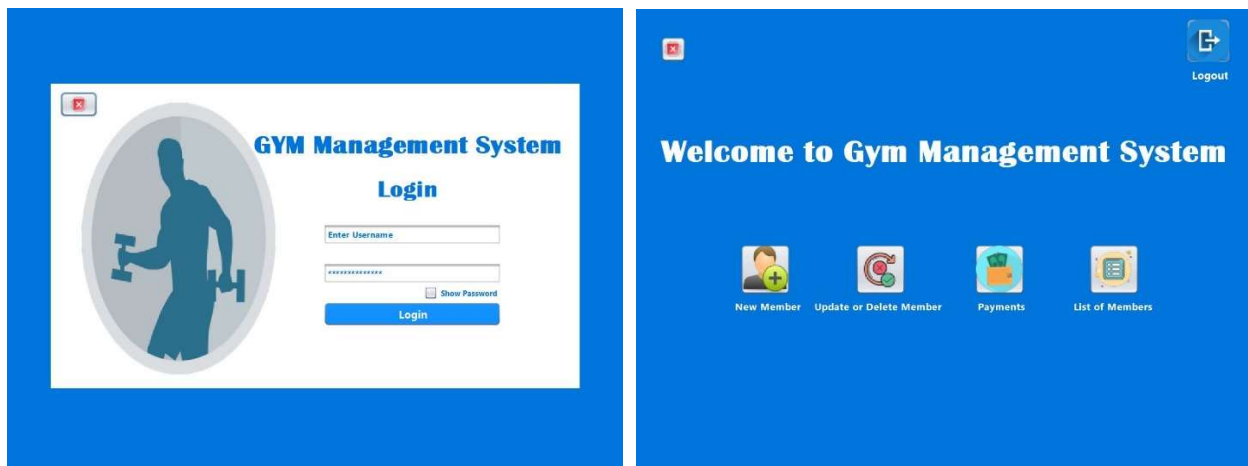 GYM Management System
Login
Enter Username
**************
Show Password
Login
Logout
Welcome to Gym Management System
New Member
Update or Delete Member
Payments
List of Members